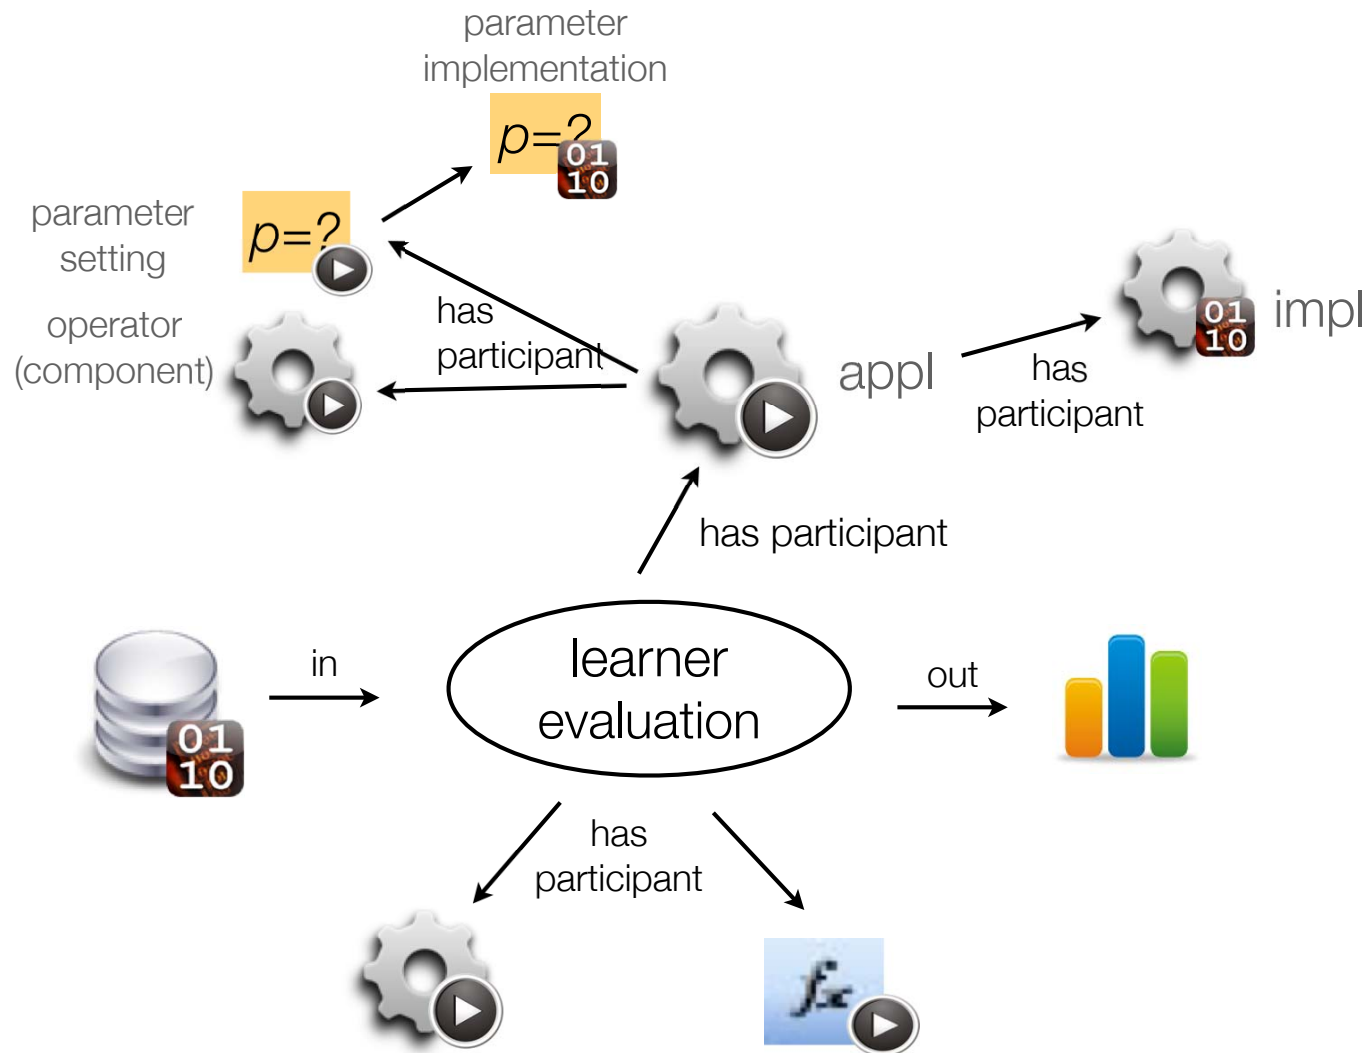 parameter
implementation
p=?
01
10
parameter
setting
p=?
operator
(component)
has
participant
appl
01
10
impl
has
participant
has participant
in
learner
evaluation
out
01
10
has
participant
fx